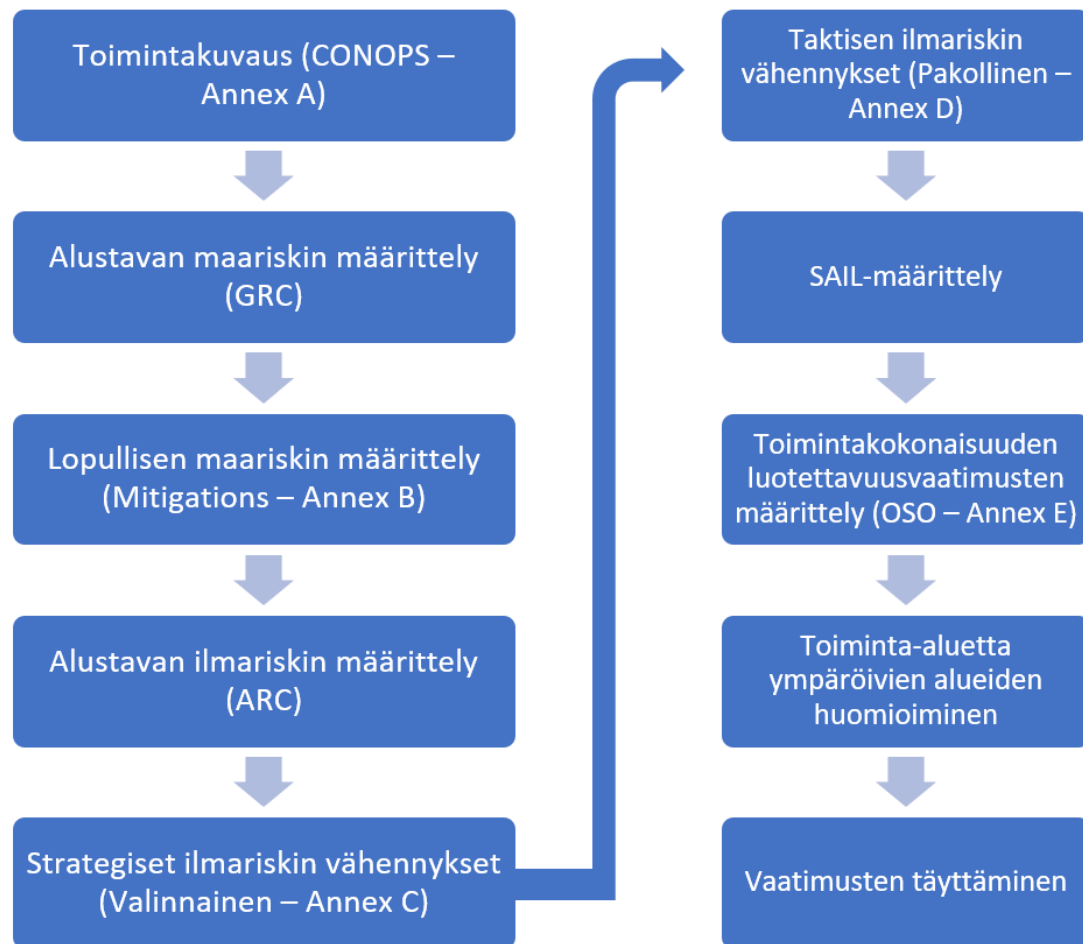 Toimintakuvaus (CONOPS –
Annex A)
Alustavan maariskin määrittely
(GRC)
Lopullisen maariskin määrittely
(Mitigations – Annex B)
Alustavan ilmariskin määrittely
(ARC)
Strategiset ilmariskin vähennykset
(Valinnainen – Annex C)
Taktisen ilmariskin
vähennykset (Pakollinen –
Annex D)
SAIL-määrittely
Toimintakokonaisuuden
luotettavuusvaatimusten
määrittely (OSO – Annex E)
Toiminta-aluetta
ympäröivien alueiden
huomioiminen
Vaatimusten täyttäminen